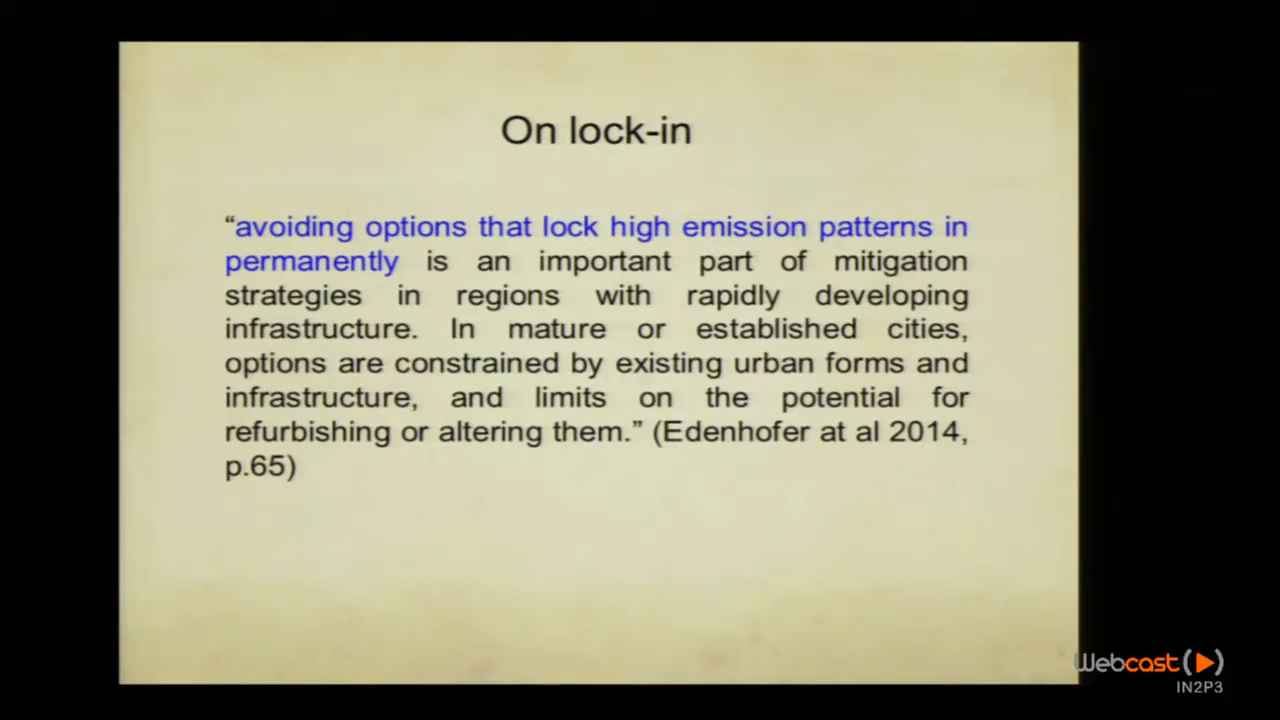 On lock-in
“avoiding options that lock high emission patterns in
permanently is an important part of mitigation
strategies in regions with rapidly developing
infrastructure. In mature or established cities,
options are constrained by existing urban forms and
infrastructure, and limits on the potential for
refurbishing or altering them.” (Edenhofer at al 2014,
p.65)
Webcast
IN2P3